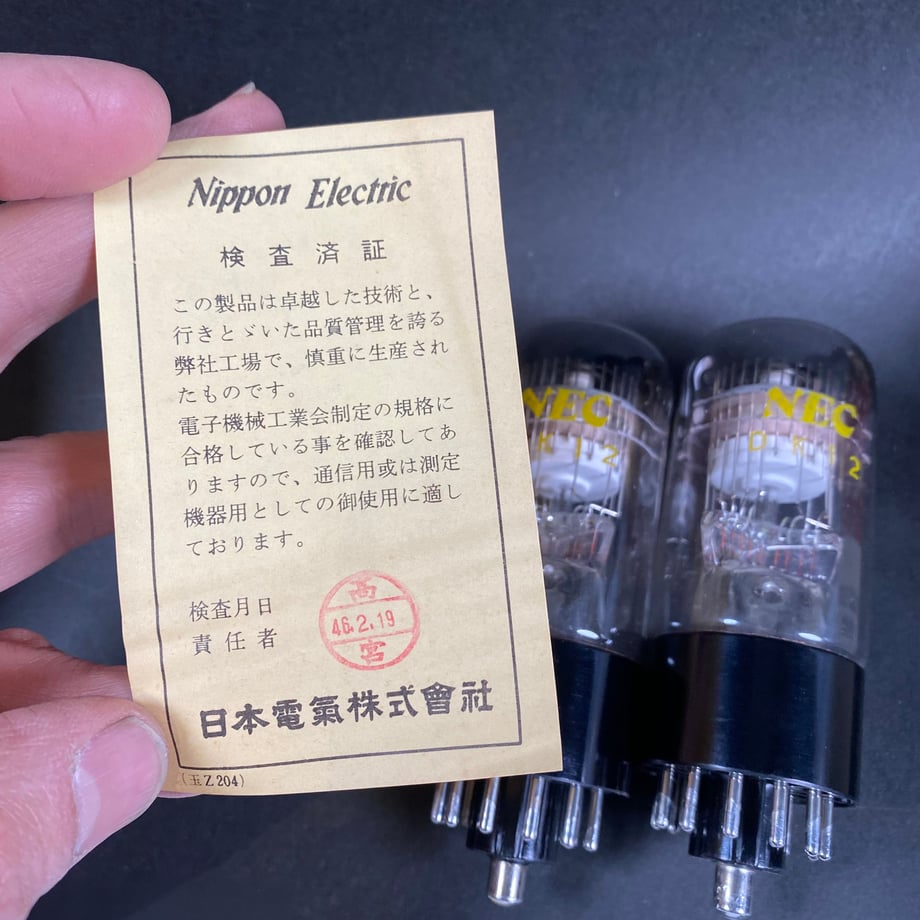 Nippon Electric
検査済証
この製品は卓越した技術と、
行きとゞいた品質管理を誇る
弊社工場で、慎重に生産され
たものです。
電子機械工業会制定の規格に
合格している事を確認してあ
りますので、通信用或は測定
機器用としての御使用に適し
ております。
検査月日
責任者
高
46.2.19
宮
日本電氣株式會社
(玉Z204)
NEC
K12
NEC
D.K12